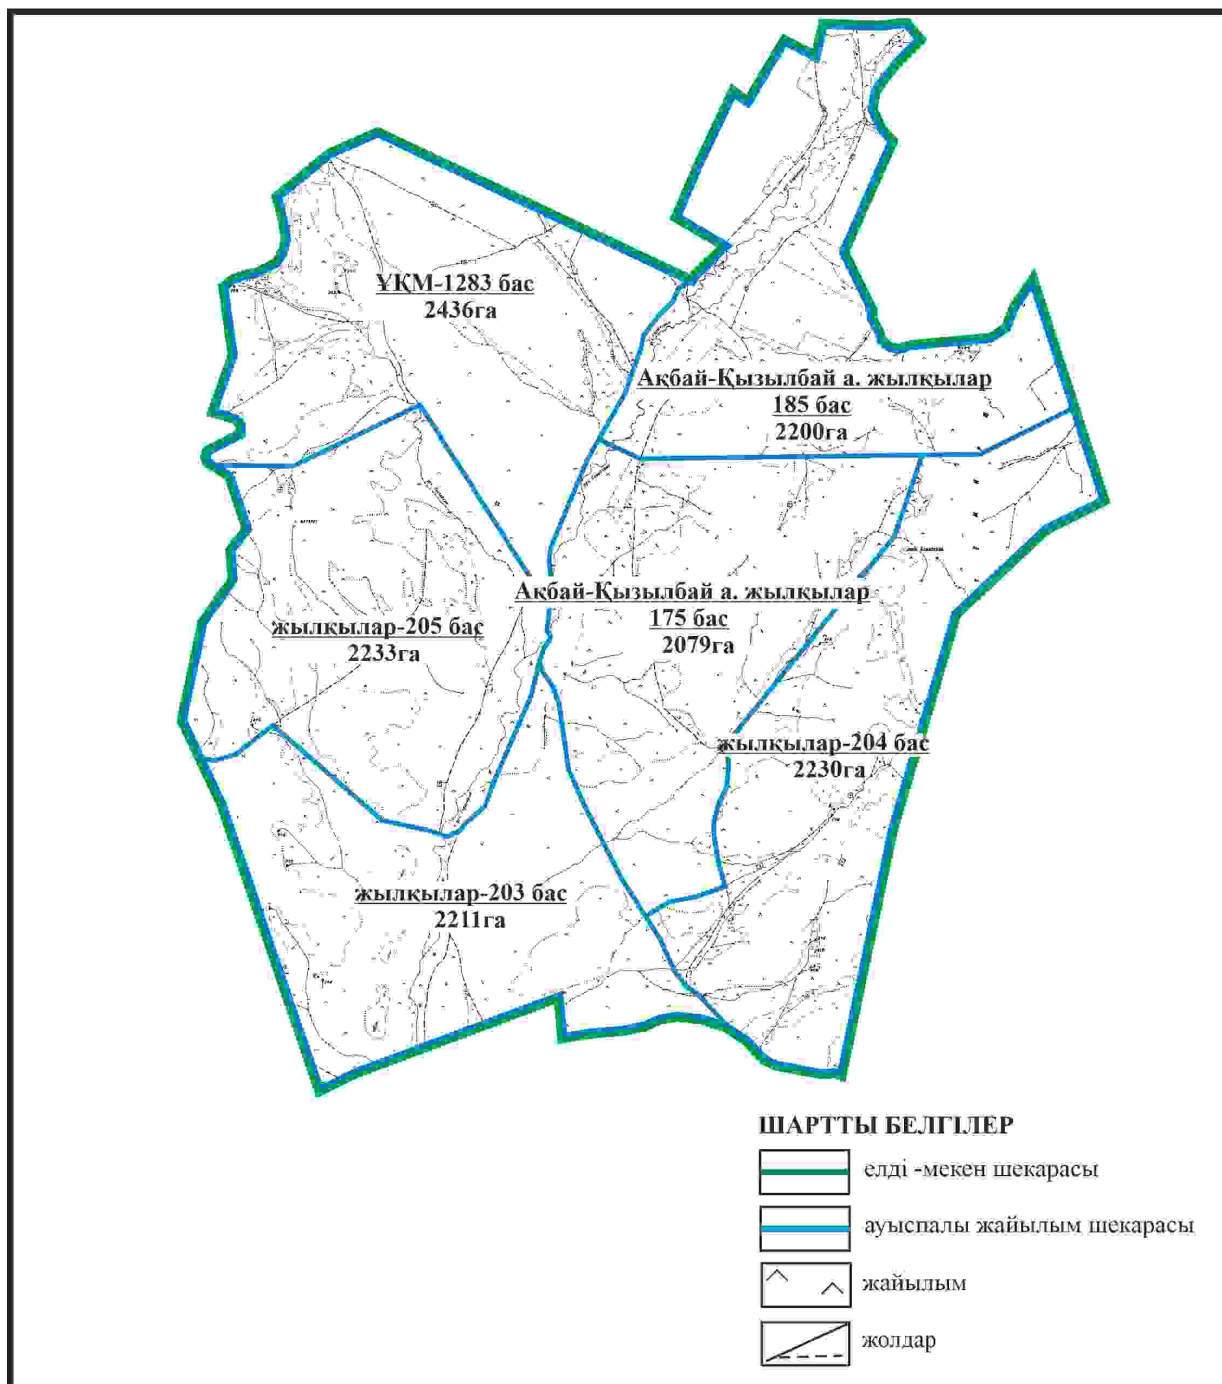 ҰҚМ-1283 бас
2436га
Ақбай-Қызылбай а. жылқылар
185 бас
2200га
Ақбай-Қызылбай а. жылқылар
175 бас
2079га
жылқылар-205 бас
2233га
жылқылар-204 бас
2230га
жылқылар-203 бас
2211га
ШАРТТЫ БЕЛГІЛЕР
елді -мекен шекарасы
ауыспалы жайылым шекарасы
жайылым
жолдар